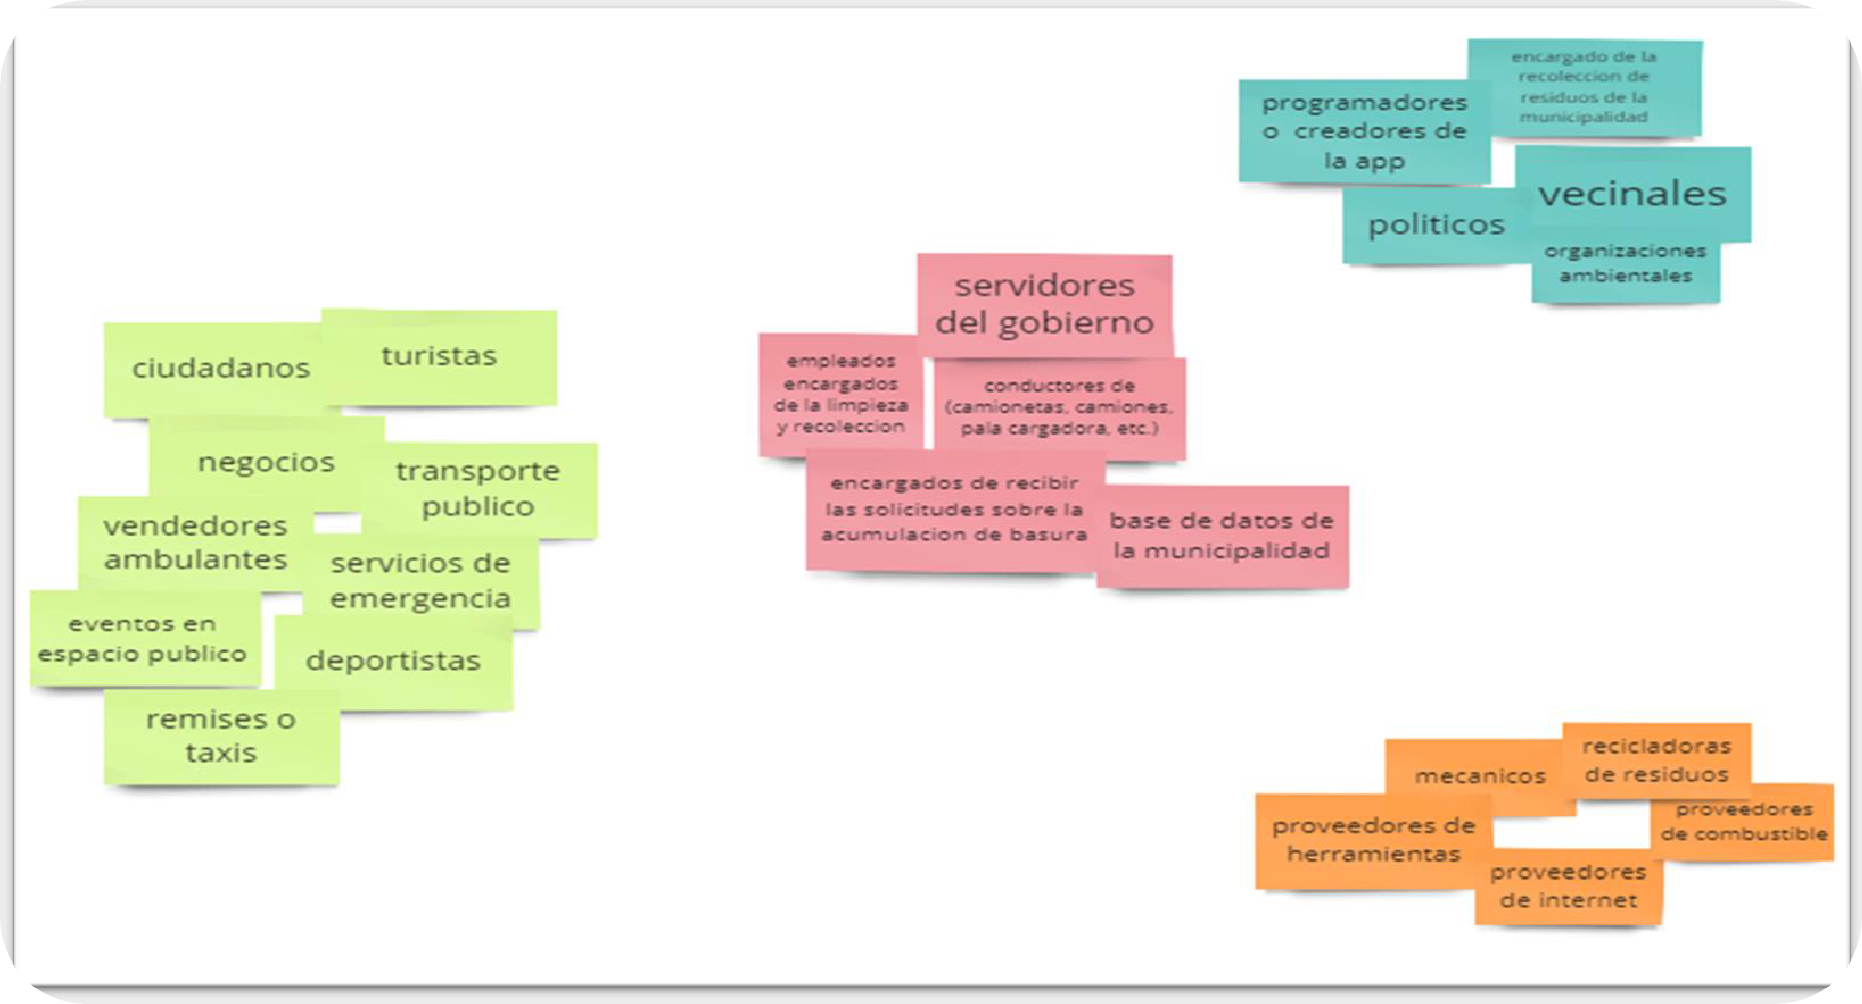 ciudadanos
turistas
negocios
transporte
publico
vendedores
ambulantes
servicios de
emergencia
eventos en
espacio publico
deportistas
remises o
taxis
servidores
del gobierno
empleados
encargados
de la limpieza
y recoleccion
conductores de
(camionetas, camiones,
pala cargadora, etc.)
encargados de recibir
las solicitudes sobre la
acumulacion de basura
base de datos de
la municipalidad
encargado de la
recoleccion de
residuos de la
municipalidad
programadores
o creadores de
la app
vecinales
politicos
organizaciones
ambientales
mecanicos
recicladoras
de residuos
proveedores de
herramientas
proveedores
de combustible
proveedores
de internet